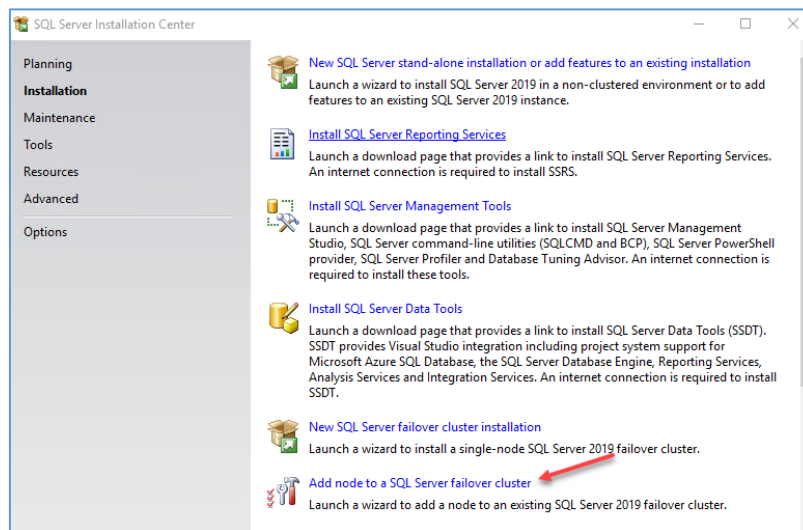 SQL Server Installation Center
Planning
Installation
Maintenance
Tools
Resources
Advanced
Options
New SQL Server stand-alone installation or add features to an existing installation
Launch a wizard to install SQL Server 2019 in a non-clustered environment or to add
features to an existing SQL Server 2019 instance.
Install SQL Server Reporting Services
Launch a download page that provides a link to install SQL Server Reporting Services.
An internet connection is required to install SSRS.
Install SQL Server Management Tools
Launch a download page that provides a link to install SQL Server Management
Studio, SQL Server command-line utilities (SQLCMD and BCP), SQL Server PowerShell
provider, SQL Server Profiler and Database Tuning Advisor. An internet connection is
required to install these tools.
Install SQL Server Data Tools
Launch a download page that provides a link to install SQL Server Data Tools (SSDT).
SSDT provides Visual Studio integration including project system support for
Microsoft Azure SQL Database, the SQL Server Database Engine, Reporting Services,
Analysis Services and Integration Services. An internet connection is required to install
SSDT.
New SQL Server failover cluster installation
Launch a wizard to install a single-node SQL Server 2019 failover cluster.
Add node to a SQL Server failover cluster
Launch a wizard to add a node to an existing SQL Server 2019 failover cluster.